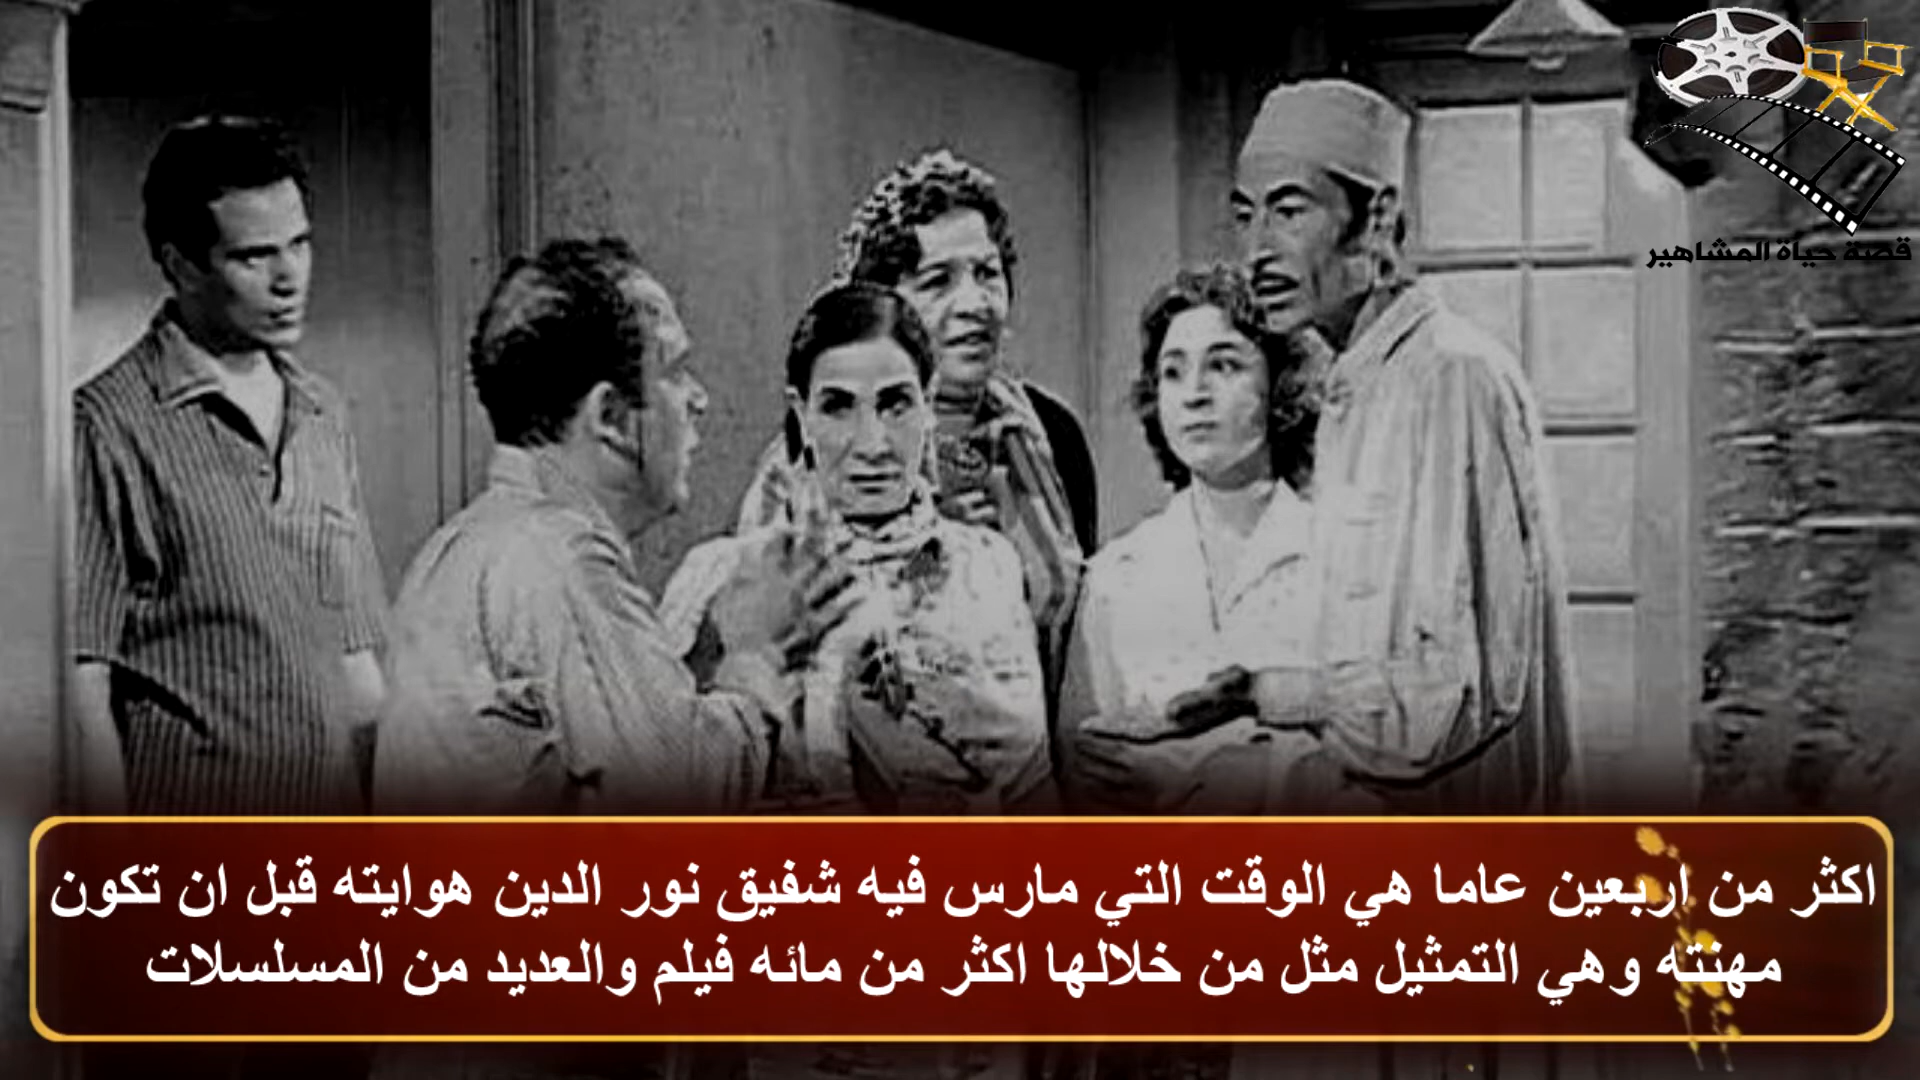 قصة حياة المشاهير
اكثر من اربعين عاما هي الوقت التي مارس فيه شفيق نور الدين هوايته قبل ان تكون
مهنته وهي التمثيل مثل من خلالها اكثر من مائه فيلم والعديد من المسلسلات